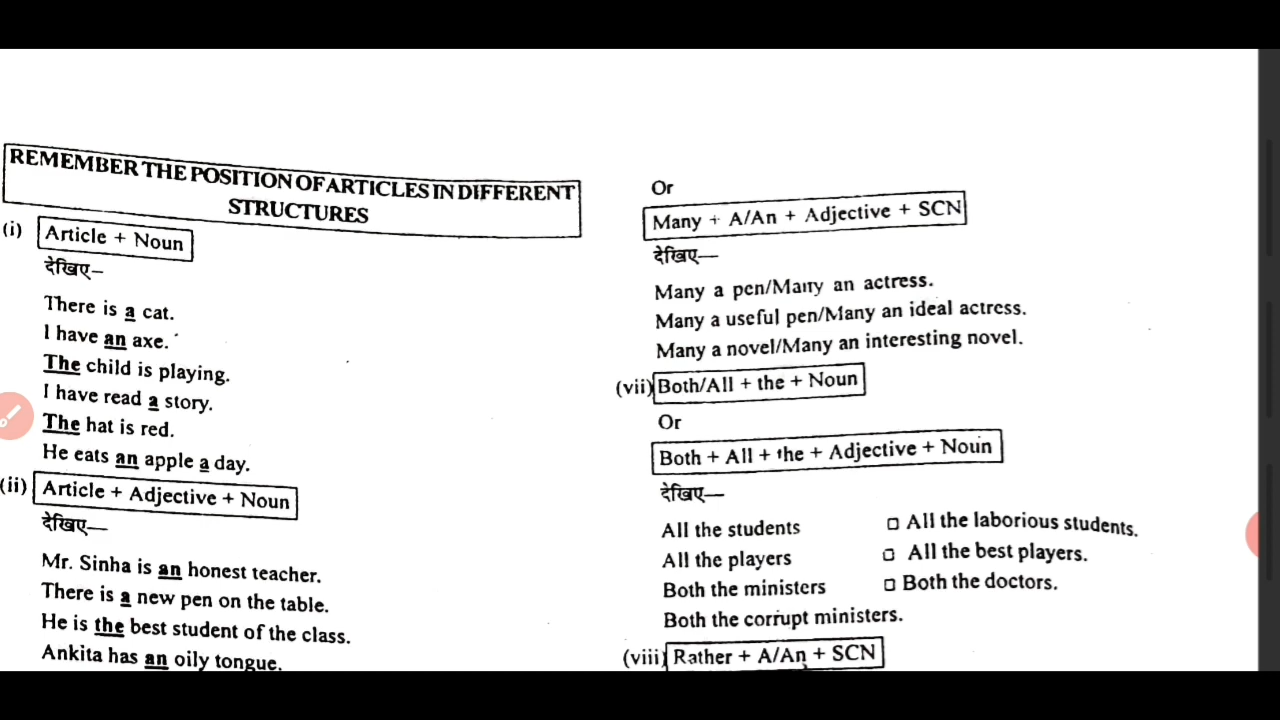 REMEMBER THE POSITION OF ARTICLES IN DIFFERENT
STRUCTURES
(i) Article + Noun
देखिए–
There is a cat.
I have an axe.
The child is playing.
I have read a story.
The hat is red.
He eats an apple a day.
(ii) Article + Adjective + Noun
देखिए—
Mr. Sinha is an honest teacher.
There is a new pen on the table.
He is the best student of the class.
Ankita has an oily tongue.
Or
Many + A/An + Adjective + SCN
देखिए—
Many a pen/Many an actress.
Many a useful pen/Many an ideal actress.
Many a novel/Many an interesting novel.
(vii) Both/All + the + Noun
Or
Both + All + the + Adjective + Noun
देखिए—
All the students □ All the laborious students.
All the players □ All the best players.
Both the ministers □ Both the doctors.
Both the corrupt ministers.
(viii) Rather + A/An + SCN